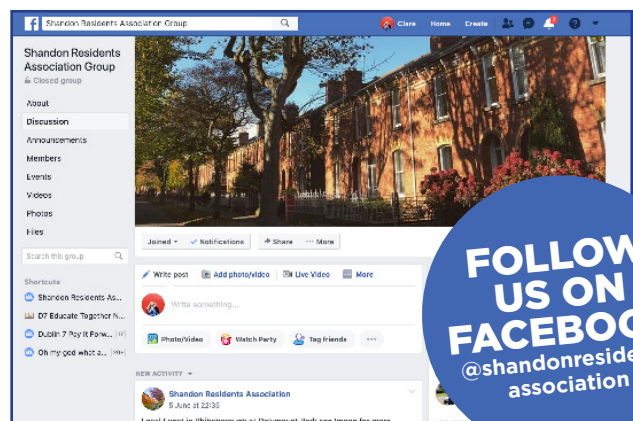 Shandon Residents Association Group
Clare Home Create
Shandon Residents
Association Group
Closed group
About
Discussion
Announcements
Members
Events
Videos
Photos
Files
Search this group
Shortcuts
Shandon Residents As...
D7 Educate Together N...
Dublin 7 Pay It Forw...
Oh my god what a... 20+
Joined Notifications Share More
Write post Add photo/video Live Video More
Write something...
Photo/Video Watch Party Tag friends
NEW ACTIVITY
Shandon Residents Association
5 June at 22:36
FOLLOW
US ON
FACEBOO
@shandonreside
association